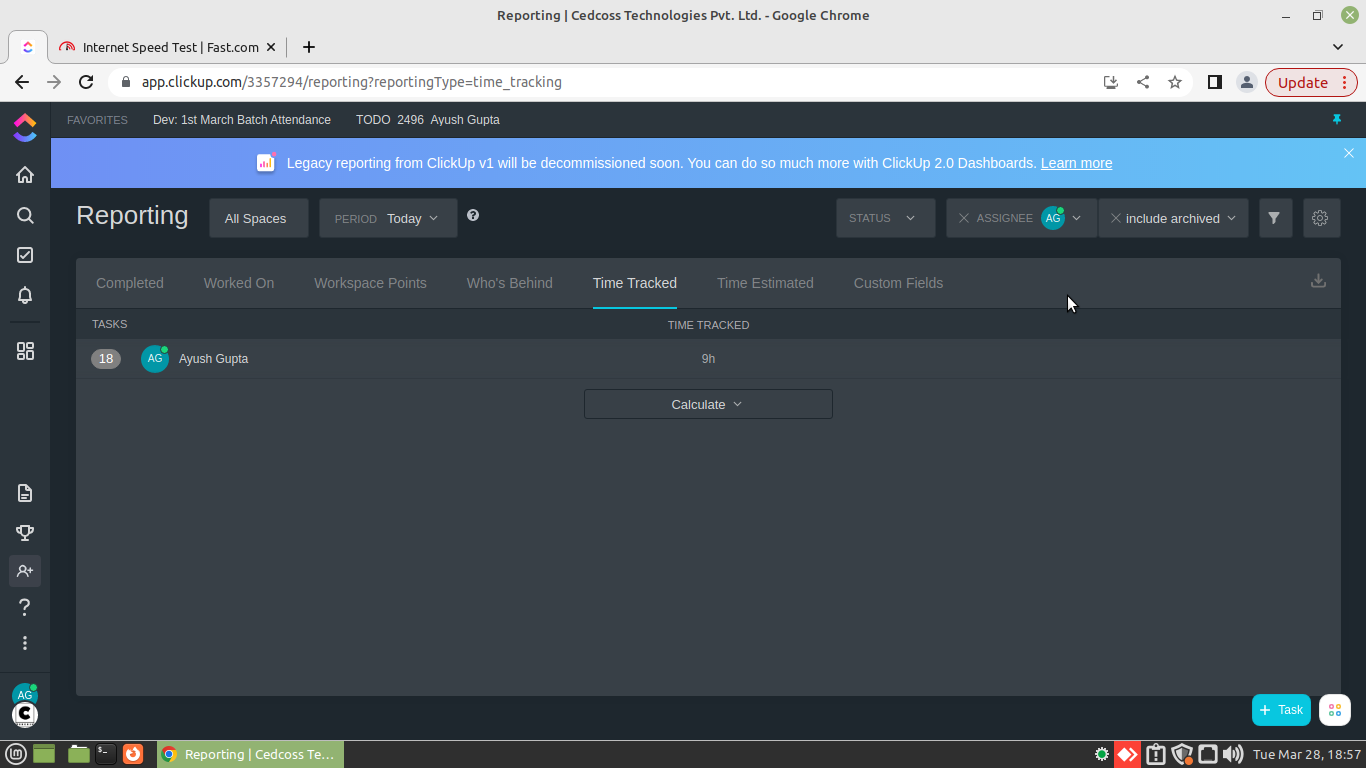 Reporting | Cedcoss Technologies Pvt. Ltd. - Google Chrome
Internet Speed Test | Fast.com
app.clickup.com/3357294/reporting?reportingType=time_tracking
Update
FAVORITES Dev: 1st March Batch Attendance TODO 2496 Ayush Gupta
Legacy reporting from ClickUp v1 will be decommissioned soon. You can do so much more with ClickUp 2.0 Dashboards. Learn more
Reporting All Spaces PERIOD Today ? STATUS ASSIGNEE AG include archived
Completed Worked On Workspace Points Who's Behind Time Tracked Time Estimated Custom Fields
TASKS TIME TRACKED
18 AG Ayush Gupta 9h
Calculate
?
AG
C
+ Task
Reporting | Cedcoss Te...
Tue Mar 28, 18:57